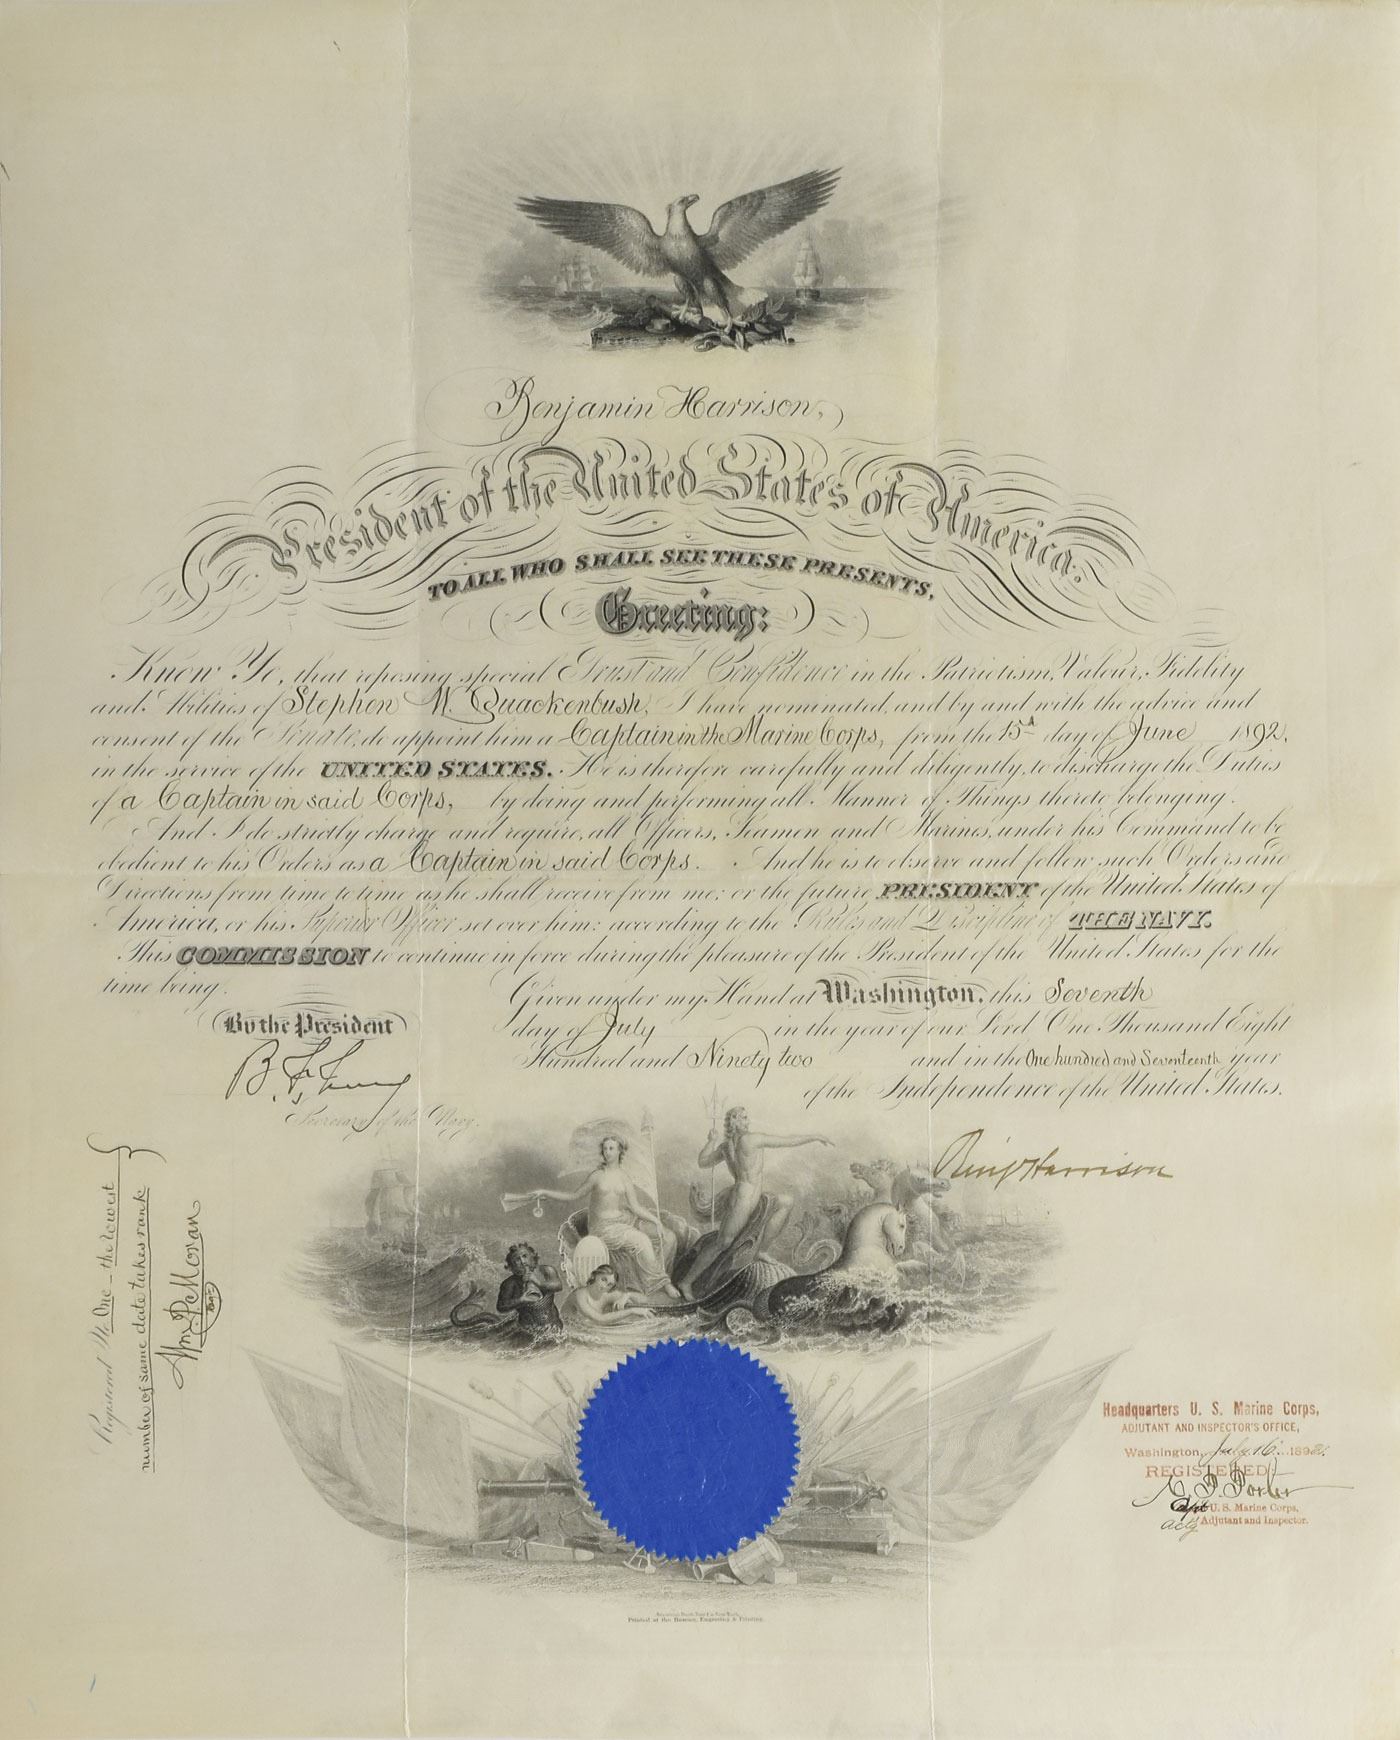 Benjamin Harrison,
President of the United States of America.
TO ALL WHO SHALL SEE THESE PRESENTS,
Greeting:
Know Ye, that reposing special Trust and Confidence in the Patriotism, Valour, Fidelity
and Abilities of Stephen W. Quackenbush, I have nominated, and by and with the advice and
consent of the Senate, do appoint him a Captain in the Marine Corps, from the 15th day of June 1892,
in the service of the UNITED STATES. He is therefore carefully and diligently, to discharge the Duties
of a Captain in said Corps, by doing and performing all Manner of Things thereto belonging.
And I do strictly charge and require, all Officers, Seamen and Marines, under his Command to be
obedient to his Orders as a Captain in said Corps. And he is to observe and follow such Orders and
Directions from time to time as he shall receive from me, or the future PRESIDENT of the United States of
America, or his Superior Officer set over him: according to the Rules and Discipline of THE NAVY.
This COMMISSION to continue in force during the pleasure of the President of the United States for the
time being.
Given under my Hand at Washington, this Seventh
day of July in the year of our Lord One Thousand Eight
Hundred and Ninety two and in the One hundred and Seventeenth year
of the Independence of the United States.
By the President
B. F. Tracy
Secretary of the Navy.
Benj Harrison
Registered No One – the lowest
number of same date takes rank
Wm P. Moran
Headquarters U. S. Marine Corps,
ADJUTANT AND INSPECTOR'S OFFICE,
Washington, July 16 1892.
REGISTERED:
C. P. Porter
Capt U. S. Marine Corps,
actg Adjutant and Inspector.
Printed at the Bureau, Engraving & Printing.